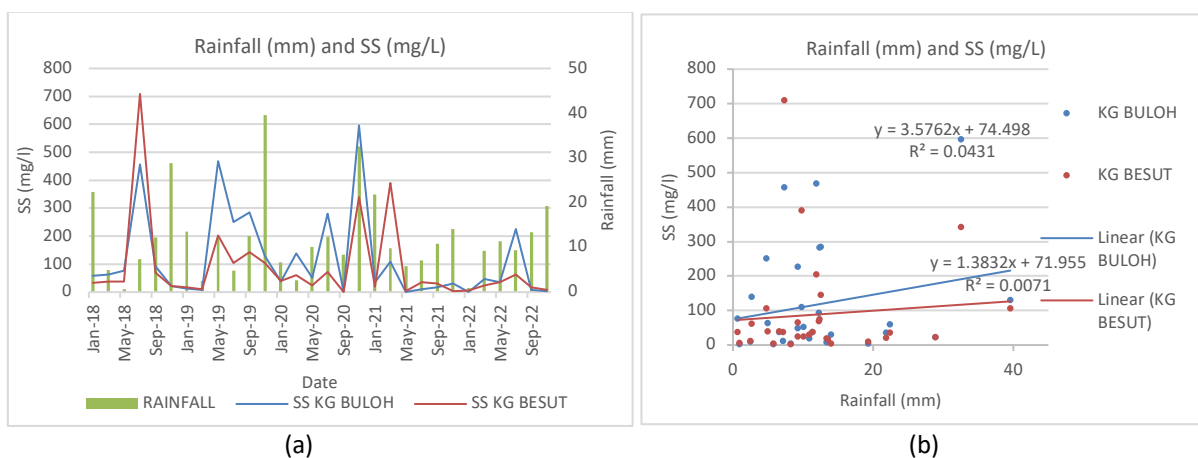 Rainfall (mm) and SS (mg/L)
SS (mg/l)
800
700
600
500
400
300
200
100
0
50
40
30
20
10
0
Rainfall (mm)
Jan-18
May-18
Sep-18
Jan-19
May-19
Sep-19
Jan-20
May-20
Sep-20
Jan-21
May-21
Sep-21
Jan-22
May-22
Sep-22
Date
RAINFALL
SS KG BULOH
SS KG BESUT
(a)
Rainfall (mm) and SS (mg/L)
SS (mg/l)
800
700
600
500
400
300
200
100
0
0
20
40
Rainfall (mm)
y = 3.5762x + 74.498
R² = 0.0431
y = 1.3832x + 71.955
R² = 0.0071
KG BULOH
KG BESUT
Linear (KG
BULOH)
Linear (KG
BESUT)
(b)